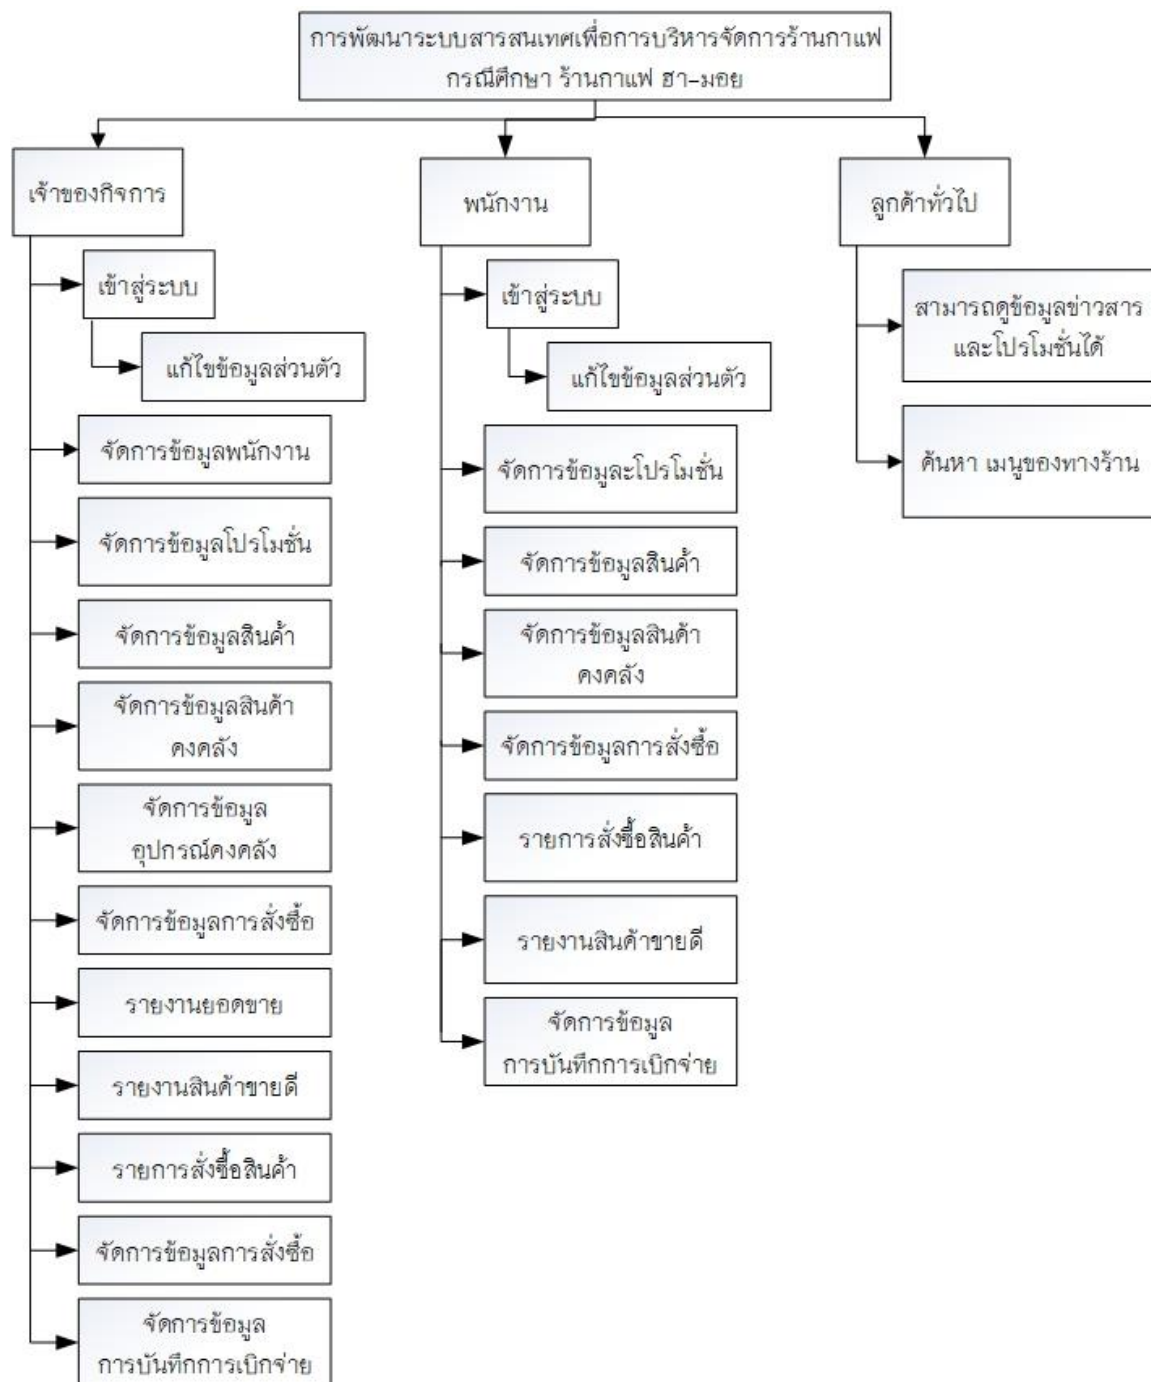 การพัฒนาระบบสารสนเทศเพื่อการบริหารจัดการร้านกาแฟ
กรณีศึกษา ร้านกาแฟ ฮา-มอย
เจ้าของกิจการ
เข้าสู่ระบบ
แก้ไขข้อมูลส่วนตัว
จัดการข้อมูลพนักงาน
จัดการข้อมูลโปรโมชั่น
จัดการข้อมูลสินค้า
จัดการข้อมูลสินค้า
คงคลัง
จัดการข้อมูล
อุปกรณ์คงคลัง
จัดการข้อมูลการสั่งซื้อ
รายงานยอดขาย
รายงานสินค้าขายดี
รายการสั่งซื้อสินค้า
จัดการข้อมูลการสั่งซื้อ
จัดการข้อมูล
การบันทึกการเบิกจ่าย
พนักงาน
เข้าสู่ระบบ
แก้ไขข้อมูลส่วนตัว
จัดการข้อมูละโปรโมชั่น
จัดการข้อมูลสินค้า
จัดการข้อมูลสินค้า
คงคลัง
จัดการข้อมูลการสั่งซื้อ
รายการสั่งซื้อสินค้า
รายงานสินค้าขายดี
จัดการข้อมูล
การบันทึกการเบิกจ่าย
ลูกค้าทั่วไป
สามารถดูข้อมูลข่าวสาร
และโปรโมชั่นได้
ค้นหา เมนูของทางร้าน